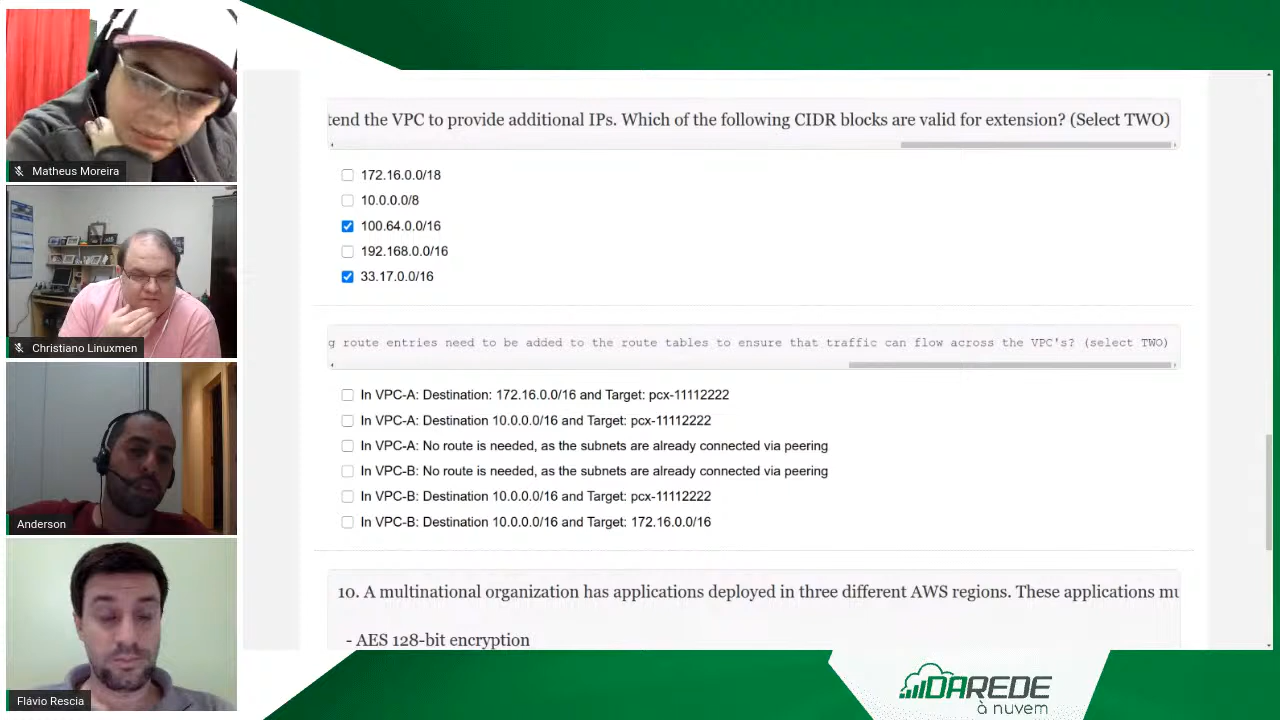 Matheus Moreira
Christiano Linuxmen
Anderson
Flávio Rescia
tend the VPC to provide additional IPs. Which of the following CIDR blocks are valid for extension? (Select TWO)
172.16.0.0/18
10.0.0.0/8
100.64.0.0/16
192.168.0.0/16
33.17.0.0/16
g route entries need to be added to the route tables to ensure that traffic can flow across the VPC's? (select TWO)
In VPC-A: Destination: 172.16.0.0/16 and Target: pcx-11112222
In VPC-A: Destination 10.0.0.0/16 and Target: pcx-11112222
In VPC-A: No route is needed, as the subnets are already connected via peering
In VPC-B: No route is needed, as the subnets are already connected via peering
In VPC-B: Destination 10.0.0.0/16 and Target: pcx-11112222
In VPC-B: Destination 10.0.0.0/16 and Target: 172.16.0.0/16
10. A multinational organization has applications deployed in three different AWS regions. These applications mu
- AES 128-bit encryption
DAREDE
à nuvem